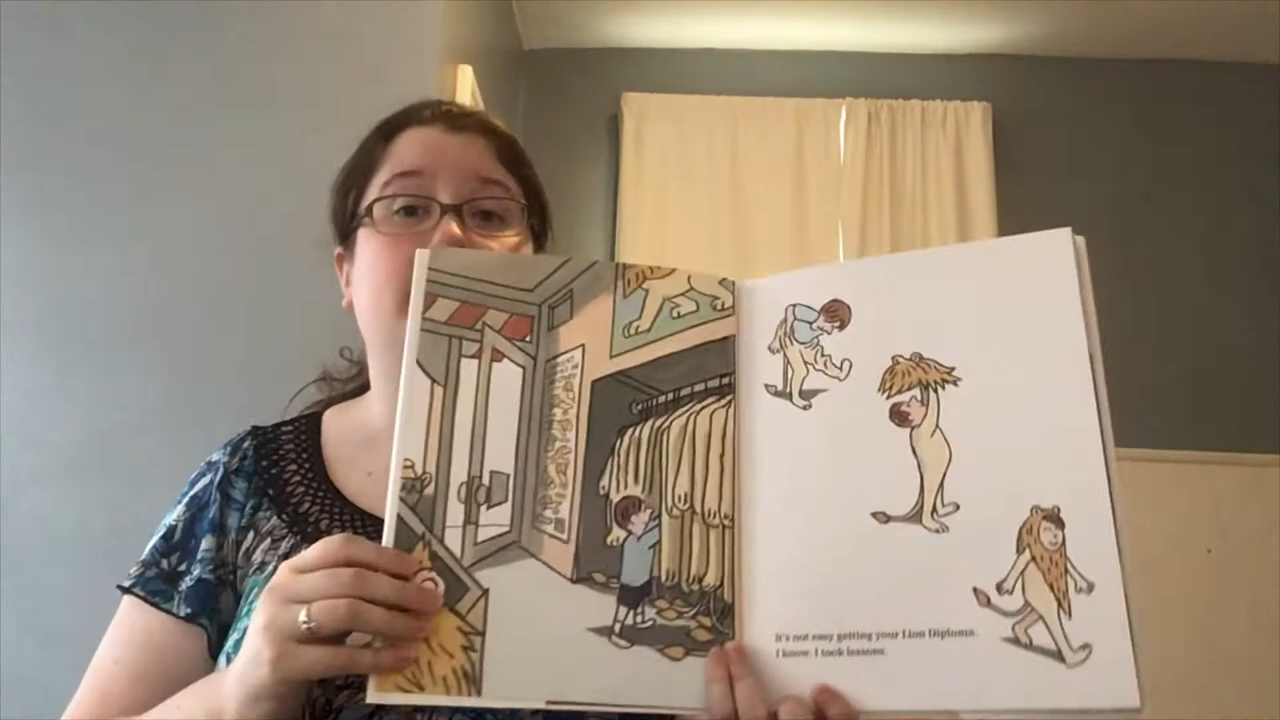 It's not easy getting your Lion Diploma.
I know. I took lessons.